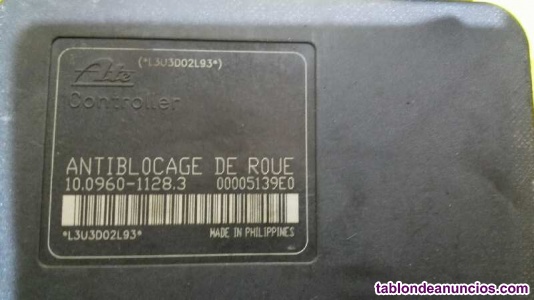 (*L3U3D02L93*)
Ate
Controller
ANTIBLOCAGE DE ROUE
10.0960-1128.3 00005139E0
*L3U3D02L93* MADE IN PHILIPPINES
tablondeanuncios.com